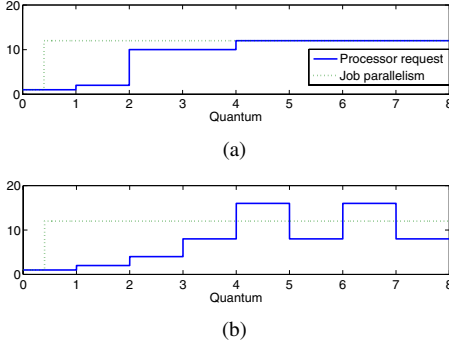 20
10
0
0 1 2 3 4 5 6 7 8
Quantum
Processor request
Job parallelism
(a)
20
10
0
0 1 2 3 4 5 6 7 8
Quantum
(b)